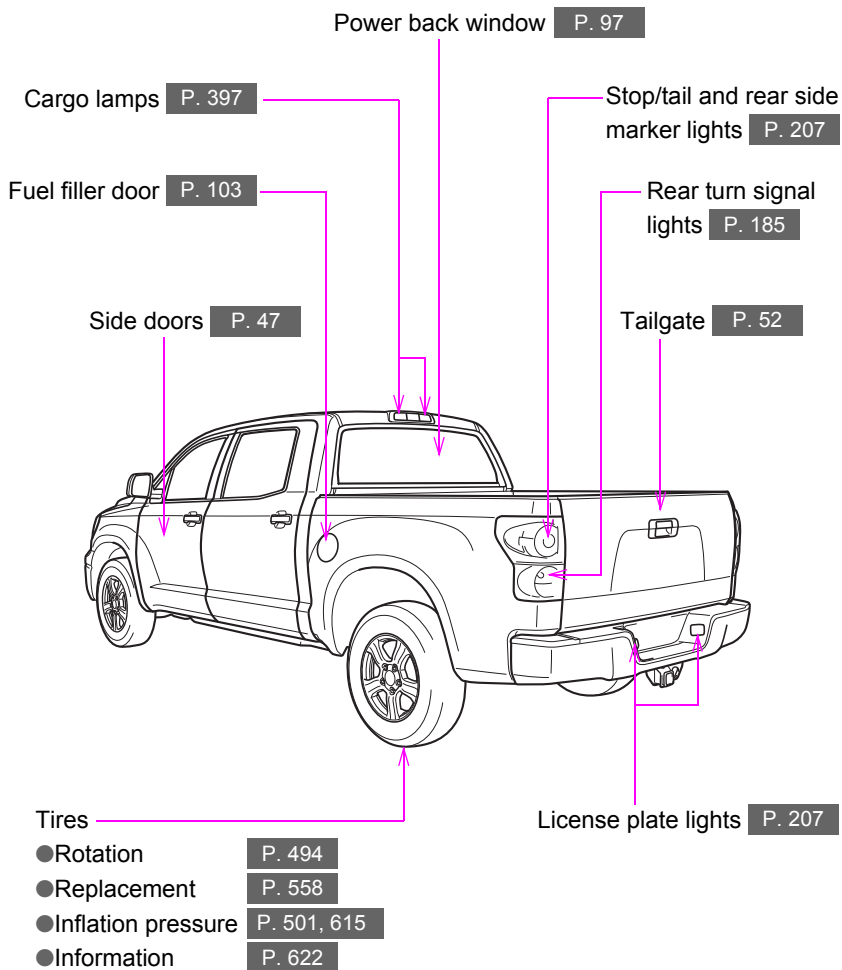 Power back window P. 97
Cargo lamps P. 397
Stop/tail and rear side
marker lights P. 207
Fuel filler door P. 103
Rear turn signal
lights P. 185
Side doors P. 47
Tailgate P. 52
Tires
●Rotation P. 494
●Replacement P. 558
●Inflation pressure P. 501, 615
●Information P. 622
License plate lights P. 207